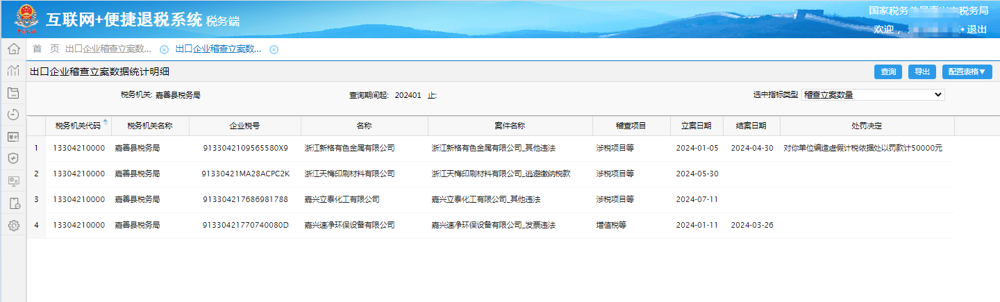 互联网+便捷退税系统 税务端
国家税务 税务局
欢迎， 退出
首 页 出口企业稽查立案数... 出口企业稽查立案数...
出口企业稽查立案数据统计明细 查询 导出 配置表格▼
税务机关: 嘉善县税务局 查询期间起: 202401 止: 选中指标类型 稽查立案数量
税务机关代码 税务机关名称 企业税号 名称 案件名称 稽查项目 立案日期 结案日期 处罚决定
1 13304210000 嘉善县税务局 9133042109565580X9 浙江新格有色金属有限公司 浙江新格有色金属有限公司_其他违法 涉税项目等 2024-01-05 2024-04-30 对你单位编造虚假计税依据处以罚款计50000元
2 13304210000 嘉善县税务局 91330421MA28ACPC2K 浙江天梅印刷材料有限公司 浙江天梅印刷材料有限公司_逃避缴纳税款 涉税项目等 2024-05-30
3 13304210000 嘉善县税务局 913304217686981788 嘉兴立泰化工有限公司 嘉兴立泰化工有限公司_其他违法 涉税项目等 2024-07-11
4 13304210000 嘉善县税务局 91330421770740080D 嘉兴速净环保设备有限公司 嘉兴速净环保设备有限公司_发票违法 增值税等 2024-01-11 2024-03-26